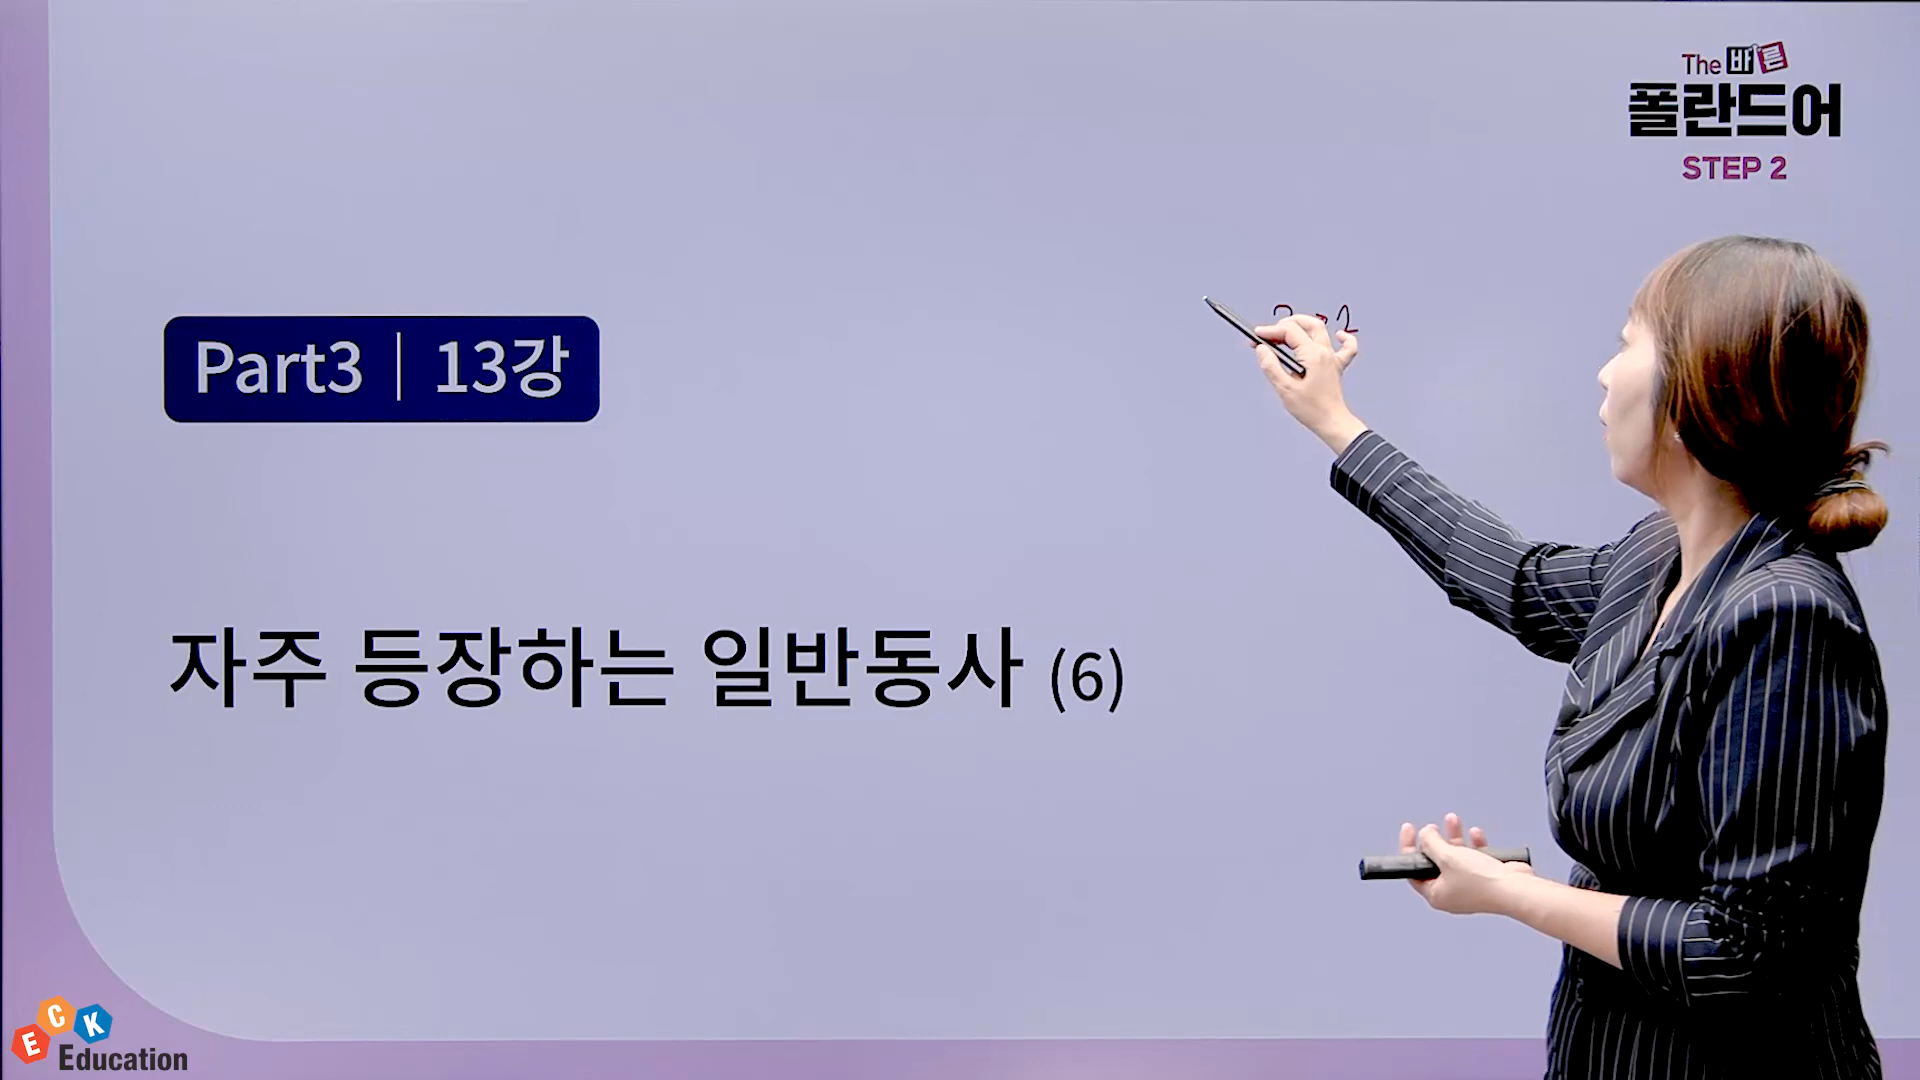 The 바른
폴란드어
STEP 2
Part3 | 13강
자주 등장하는 일반동사 (6)
ECK
Education